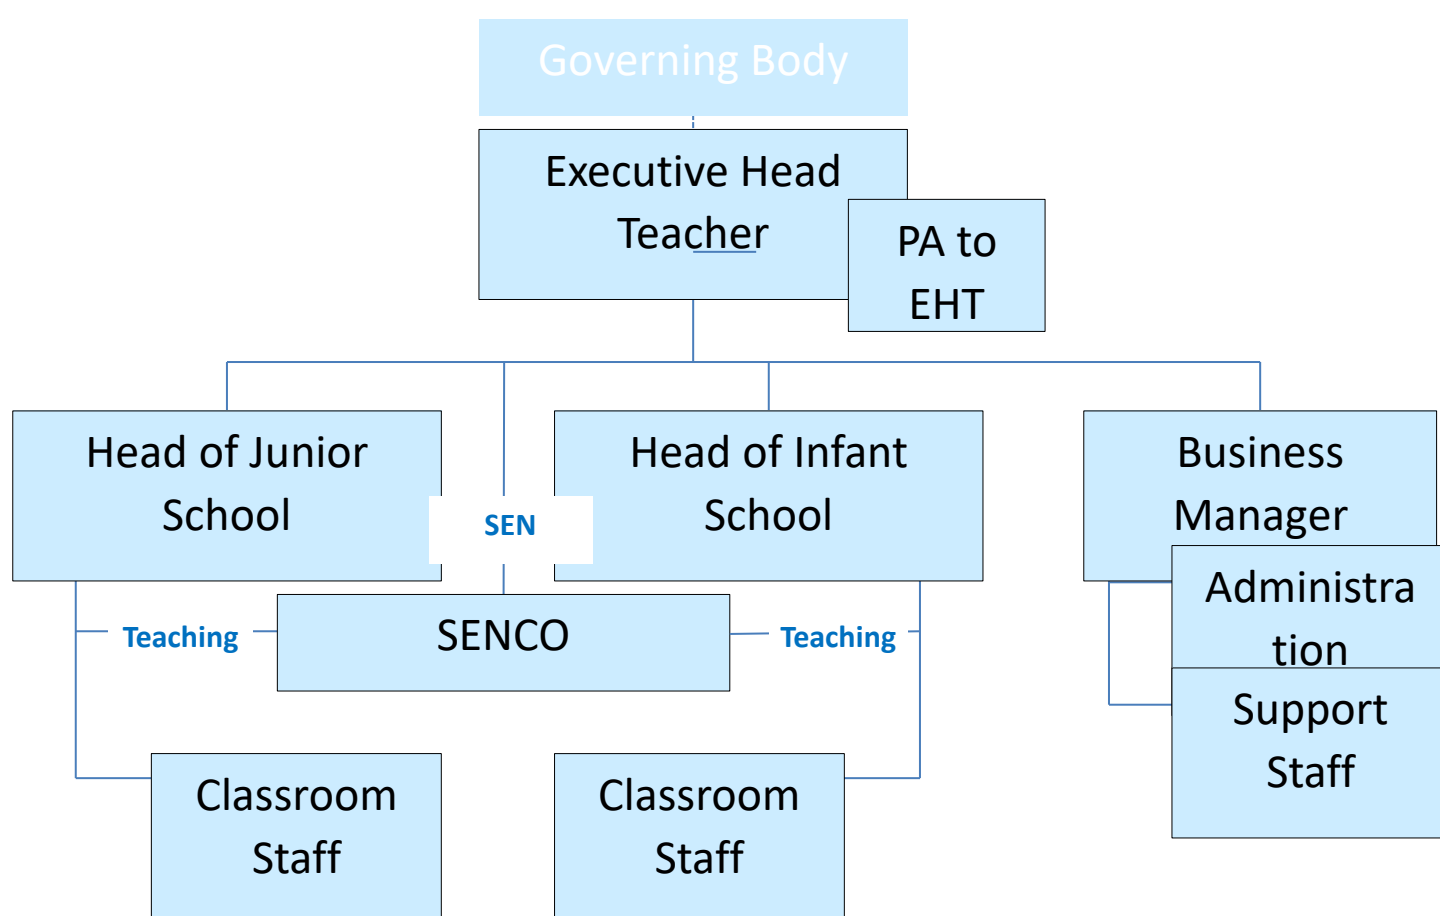 Governing Body
Executive Head
Teacher
PA to
EHT
Head of Junior
School
SEN
Head of Infant
School
Business
Manager
Teaching
SENCO
Teaching
Administra
tion
Support
Staff
Classroom
Staff
Classroom
Staff